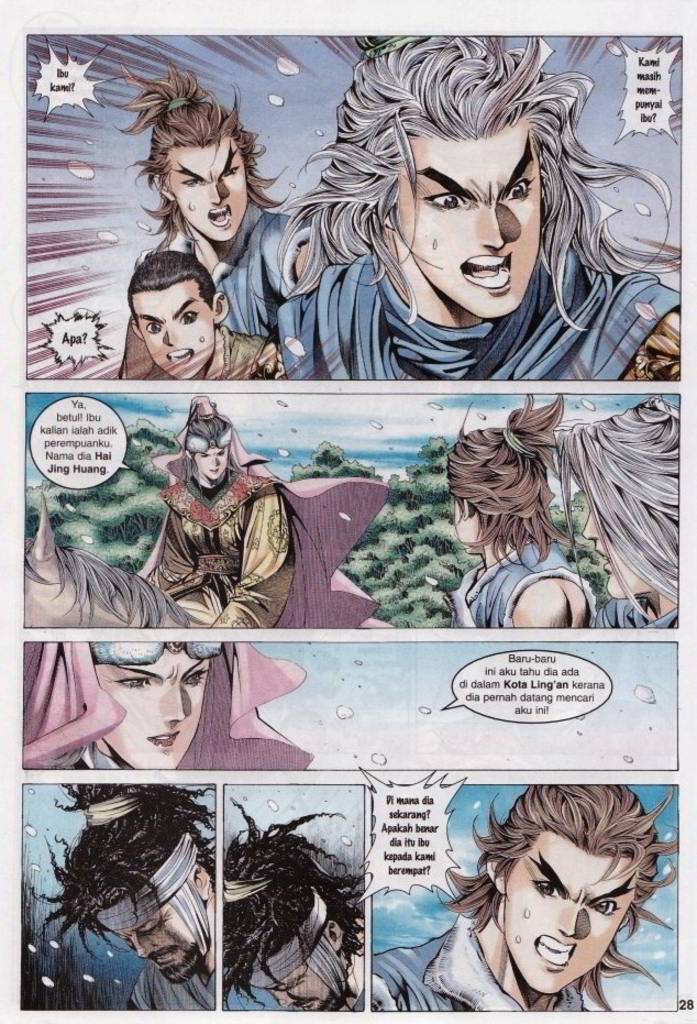 Ibu
kami?
Kami
masih
mem-
punyai
ibu?
Apa?
Ya,
betul! Ibu
kalian ialah adik
perempuanku.
Nama dia Hai
Jing Huang.
Baru-baru
ini aku tahu dia ada
di dalam Kota Ling'an kerana
dia pernah datang mencari
aku ini!
Di mana dia
sekarang?
Apakah benar
dia itu ibu
kepada kami
berempat?
28